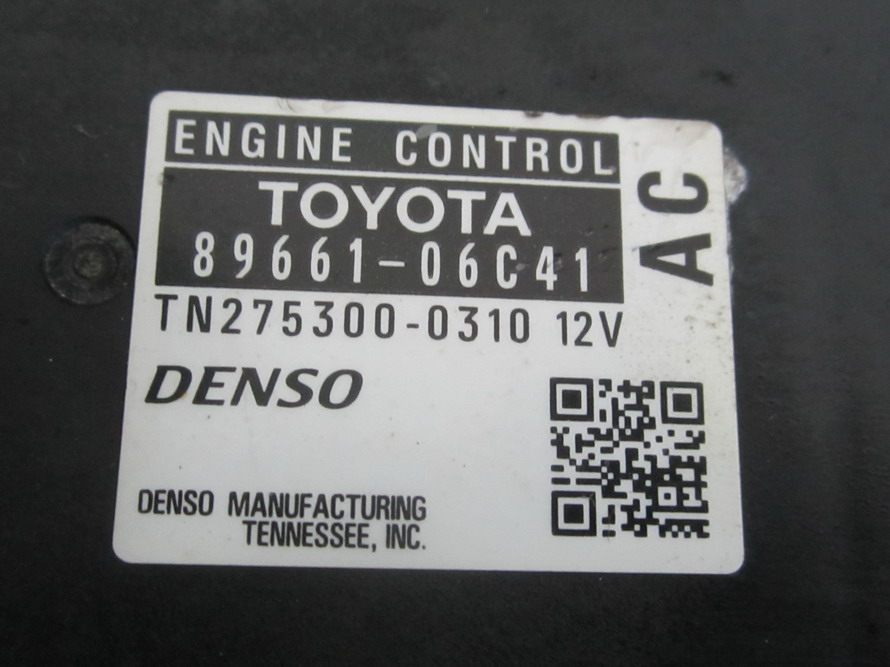 ENGINE CONTROL
TOYOTA
89661-06C41
AC
TN275300-0310 12V
DENSO
DENSO MANUFACTURING
TENNESSEE, INC.